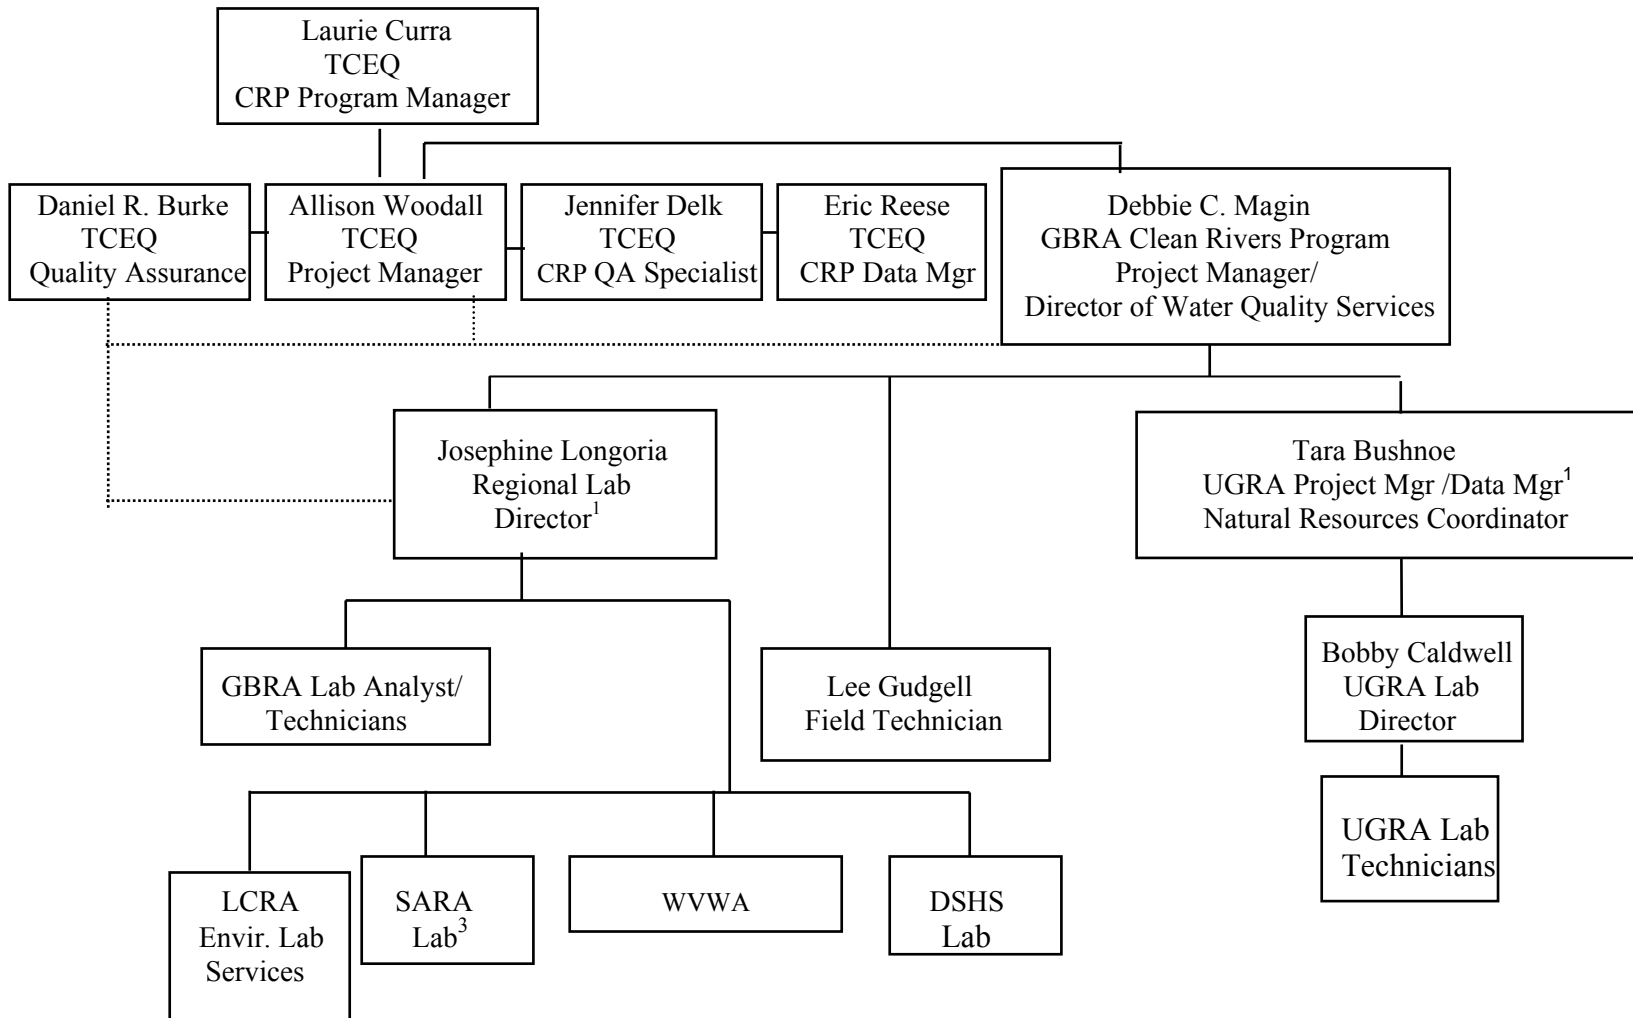 Laurie Curra
TCEQ
CRP Program Manager
Daniel R. Burke
TCEQ
Quality Assurance
Allison Woodall
TCEQ
Project Manager
Jennifer Delk
TCEQ
CRP QA Specialist
Eric Reese
TCEQ
CRP Data Mgr
Debbie C. Magin
GBRA Clean Rivers Program
Project Manager/
Director of Water Quality Services
Josephine Longoria
Regional Lab
Director¹
Tara Bushnoe
UGRA Project Mgr /Data Mgr¹
Natural Resources Coordinator
GBRA Lab Analyst/
Technicians
Lee Gudgell
Field Technician
Bobby Caldwell
UGRA Lab
Director
UGRA Lab
Technicians
LCRA
Envir. Lab
Services
SARA
Lab³
WVWA
DSHS
Lab